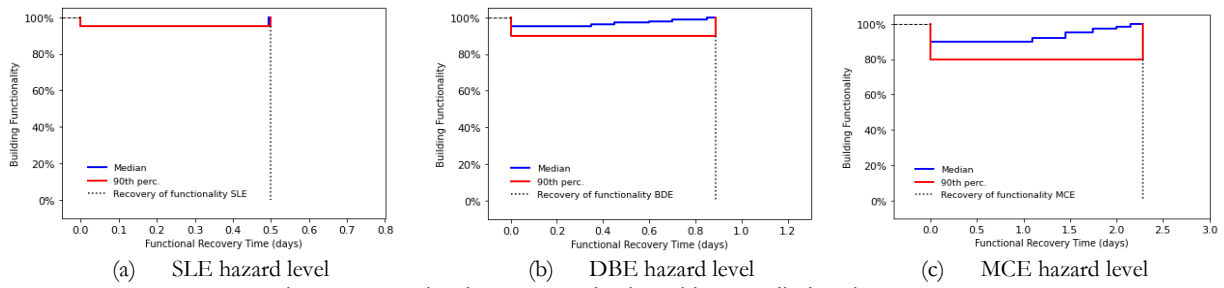 100%
80%
60%
40%
20%
0%
Building Functionality
Median
90th perc.
Recovery of functionality SLE
0.0 0.1 0.2 0.3 0.4 0.5 0.6 0.7 0.8
Functional Recovery Time (days)
(a) SLE hazard level
100%
80%
60%
40%
20%
0%
Building Functionality
Median
90th perc.
Recovery of functionality BDE
0.0 0.2 0.4 0.6 0.8 1.0 1.2
Functional Recovery Time (days)
(b) DBE hazard level
100%
80%
60%
40%
20%
0%
Building Functionality
Median
90th perc.
Recovery of functionality MCE
0.0 0.5 1.0 1.5 2.0 2.5 3.0
Functional Recovery Time (days)
(c) MCE hazard level